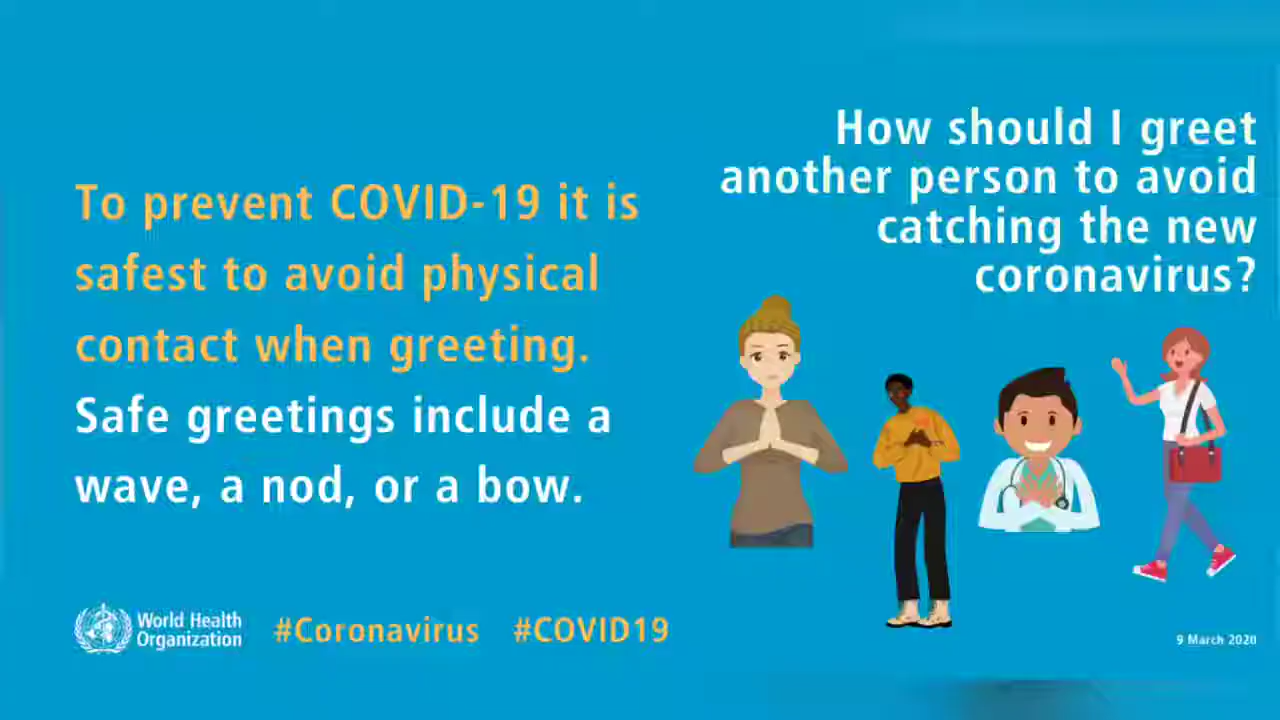 How should I greet
another person to avoid
catching the new
coronavirus?
To prevent COVID-19 it is
safest to avoid physical
contact when greeting.
Safe greetings include a
wave, a nod, or a bow.
World Health
Organization
#Coronavirus #COVID19
9 March 2020